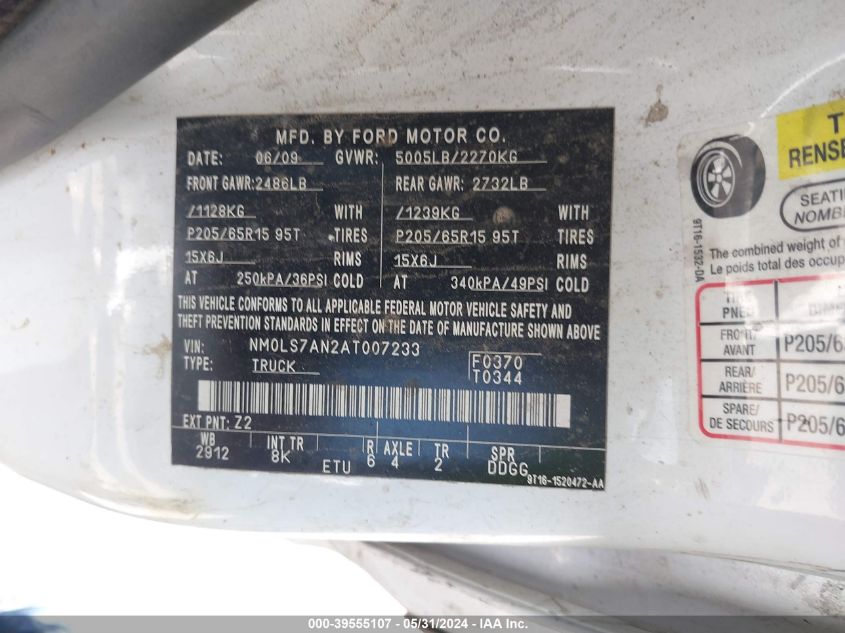 MFD. BY FORD MOTOR CO.
DATE: 06/09 GVWR: 5005LB/2270KG
FRONT GAWR: 2486LB REAR GAWR: 2732LB
/1128KG WITH /1239KG WITH
P205/65R15 95T TIRES P205/65R15 95T TIRES
15X6J RIMS 15X6J RIMS
AT 250kPA/36PSI COLD AT 340kPA/49PSI COLD
THIS VEHICLE CONFORMS TO ALL APPLICABLE FEDERAL MOTOR VEHICLE SAFETY AND
THEFT PREVENTION STANDARDS IN EFFECT ON THE DATE OF MANUFACTURE SHOWN ABOVE
VIN: NM0LS7AN2AT007233 F0370
TYPE: TRUCK T0344
EXT PNT: Z2
WB INT TR R AXLE TR SPR
2912 8K ETU 6 4 2 DDGG
9T16-1520472-AA
9T16-1532-DA
T
RENSE
SEATI
NOMB
The combined weight of
Le poids total des occup
PNEU
FRONT/ P205/6
AVANT
REAR/ P205/6
ARRIÈRE
SPARE/ P205/6
DE SECOURS
000-39555107 - 05/31/2024 - IAA Inc.